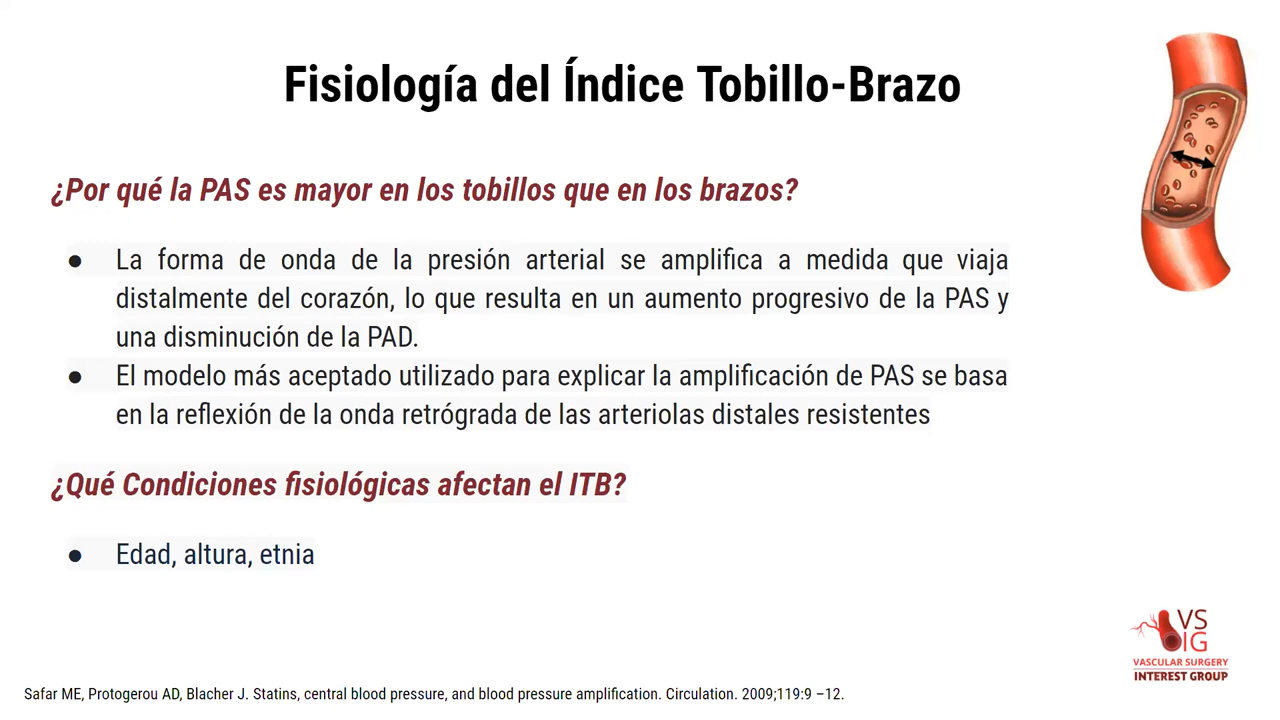 Fisiología del Índice Tobillo-Brazo
¿Por qué la PAS es mayor en los tobillos que en los brazos?
● La forma de onda de la presión arterial se amplifica a medida que viaja
distalmente del corazón, lo que resulta en un aumento progresivo de la PAS y
una disminución de la PAD.
● El modelo más aceptado utilizado para explicar la amplificación de PAS se basa
en la reflexión de la onda retrógrada de las arteriolas distales resistentes
¿Qué Condiciones fisiológicas afectan el ITB?
● Edad, altura, etnia
VS
IG
VASCULAR SURGERY
INTEREST GROUP
Safar ME, Protogerou AD, Blacher J. Statins, central blood pressure, and blood pressure amplification. Circulation. 2009;119:9 –12.